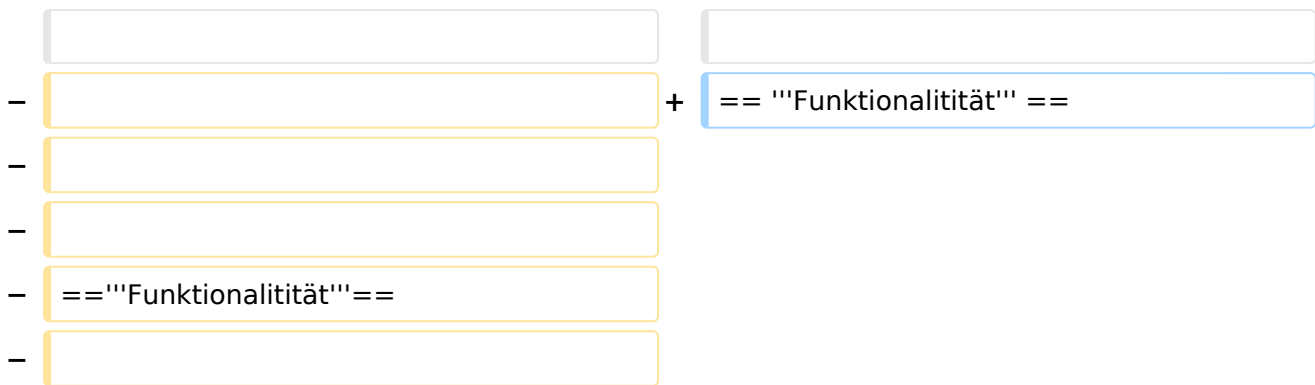 − + == '''Funktionalitität''' ==
−
−
− =='''Funktionalitität'''==
−